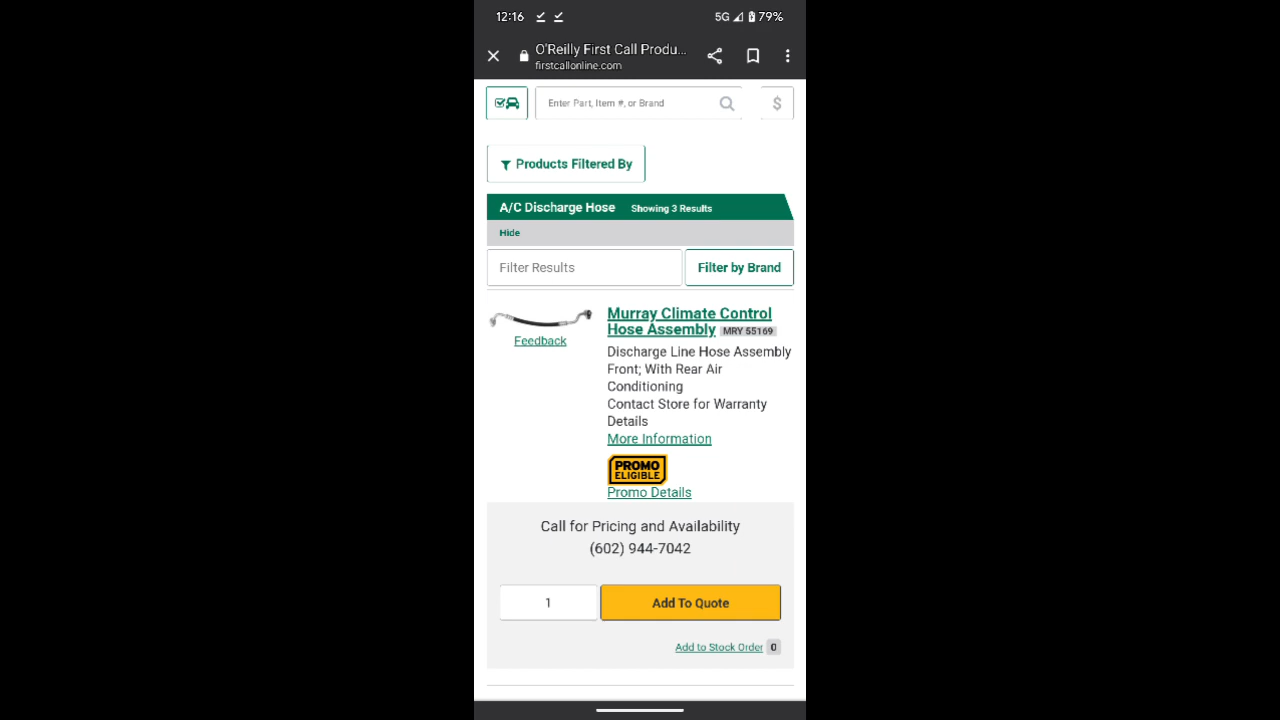 12:16
5G 79%
O'Reilly First Call Produ...
firstcallonline.com
Enter Part, Item #, or Brand
$
Products Filtered By
A/C Discharge Hose Showing 3 Results
Hide
Filter Results
Filter by Brand
Murray Climate Control
Hose Assembly MRY 55169
Feedback
Discharge Line Hose Assembly
Front; With Rear Air
Conditioning
Contact Store for Warranty
Details
More Information
PROMO
ELIGIBLE
Promo Details
Call for Pricing and Availability
(602) 944-7042
1
Add To Quote
Add to Stock Order 0